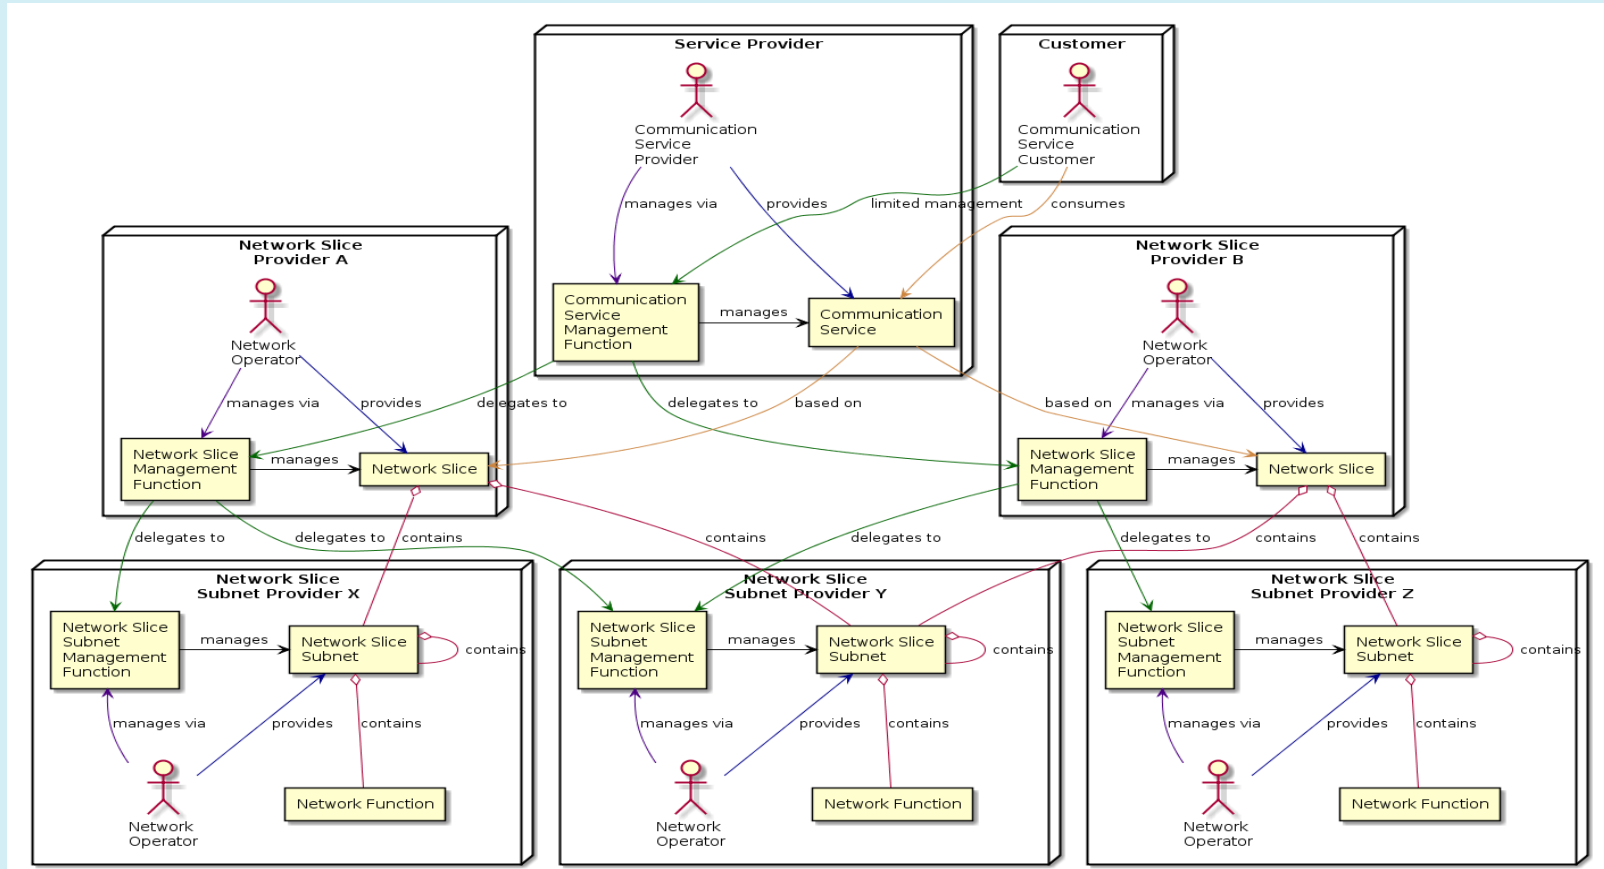 Service Provider
Customer
Communication
Service
Provider
Communication
Service
Customer
manages via
provides
limited management
consumes
Network Slice
Provider A
Network Slice
Provider B
Communication
Service
Management
Function
manages
Communication
Service
Network
Operator
Network
Operator
manages via
provides
delegates to
delegates to
based on
based on
manages via
provides
Network Slice
Management
Function
manages
Network Slice
Network Slice
Management
Function
manages
Network Slice
delegates to
delegates to
contains
contains
delegates to
delegates to
contains
contains
Network Slice
Subnet Provider X
Network Slice
Subnet Provider Y
Network Slice
Subnet Provider Z
Network Slice
Subnet
Management
Function
manages
Network Slice
Subnet
contains
Network Slice
Subnet
Management
Function
manages
Network Slice
Subnet
contains
Network Slice
Subnet
Management
Function
manages
Network Slice
Subnet
contains
manages via
provides
contains
manages via
provides
contains
manages via
provides
contains
Network Function
Network Function
Network Function
Network
Operator
Network
Operator
Network
Operator